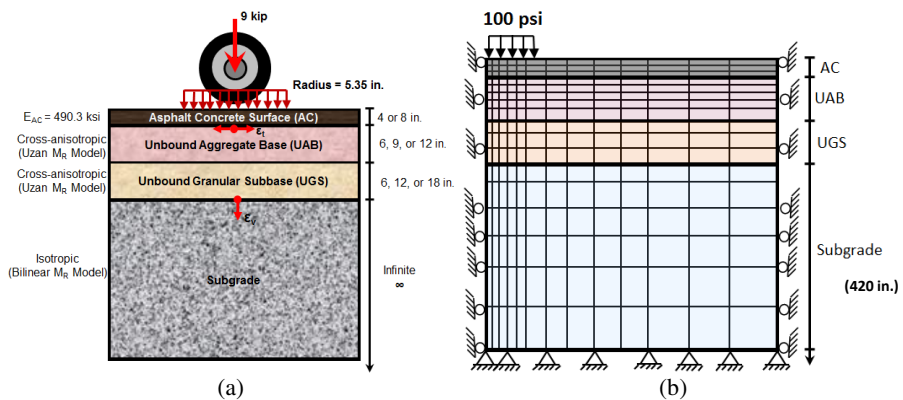 9 kip
Radius = 5.35 in.
E_AC = 490.3 ksi
Asphalt Concrete Surface (AC)
4 or 8 in.
ε_t
Cross-anisotropic
(Uzan M_R Model)
Unbound Aggregate Base (UAB)
6, 9, or 12 in.
Cross-anisotropic
(Uzan M_R Model)
Unbound Granular Subbase (UGS)
6, 12, or 18 in.
ε_v
Isotropic
(Bilinear M_R Model)
Subgrade
Infinite
∞
(a)
100 psi
AC
UAB
UGS
Subgrade
(420 in.)
(b)